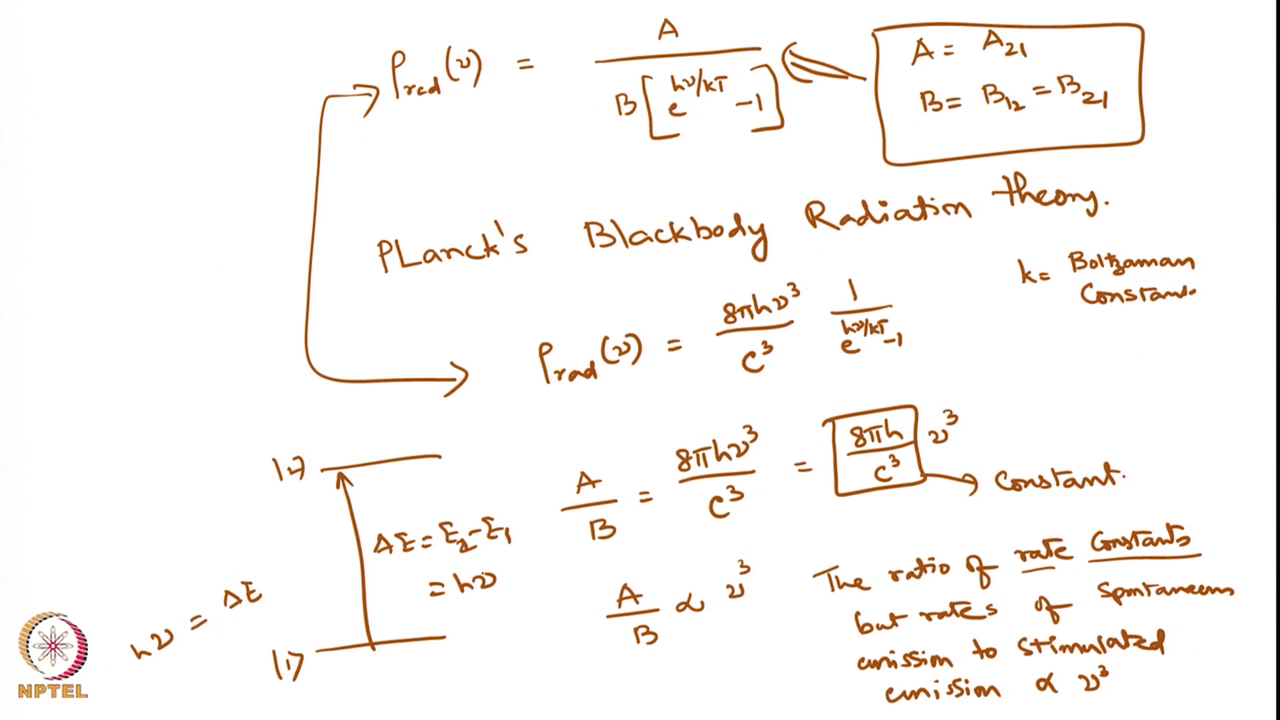 ρrad(ν) = A / B[e^hν/kT -1]
A = A21
B = B12 = B21
PLanck's Blackbody Radiation theory.
k = Boltzaman
Constant.
ρrad(ν) = 8πhν³/c³ 1/e^hν/kT-1
|2>
ΔE = E2-E1
= hν
hν = ΔE
|1>
A/B = 8πhν³/c³ = 8πh/c³ ν³
Constant.
A/B ∝ ν³
The ratio of rate Constants
but rates of Spontaneous
emission to stimulated
emission ∝ ν³
NPTEL